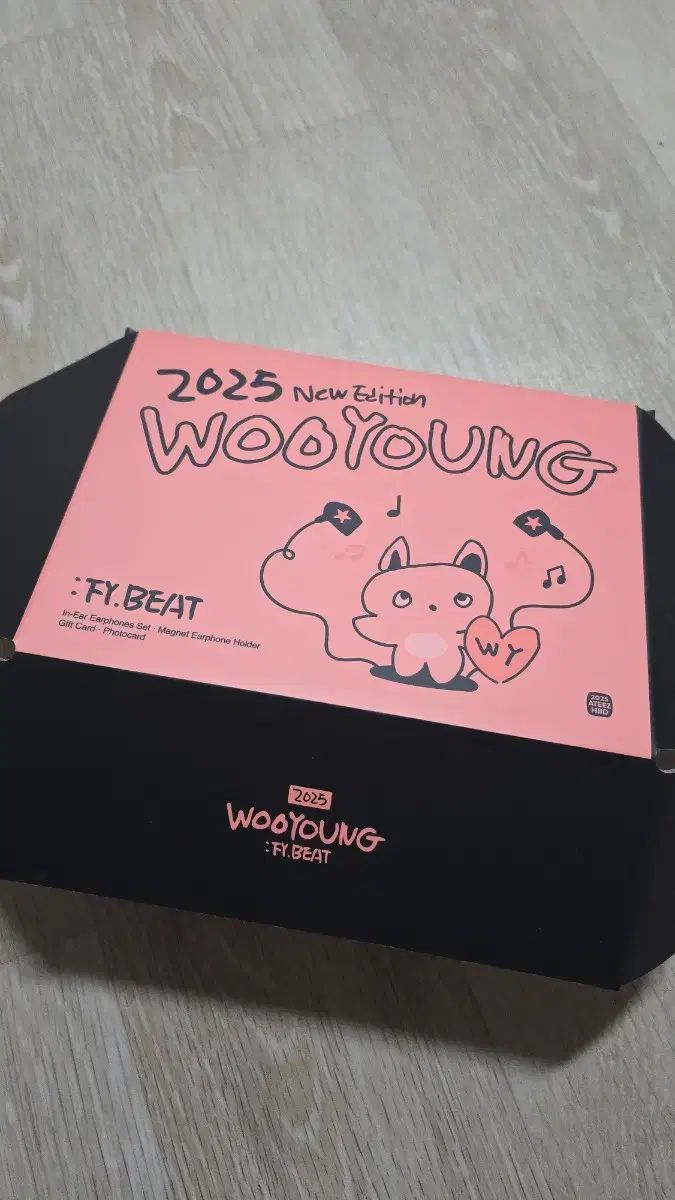 2025 New Edition
WOOYOUNG
:FY.BEAT
In-Ear Earphones Set · Magnet Earphone Holder
Gift Card · Photocard
WY
2025
ATEEZ
HBD
2025
WOOYOUNG
:FY.BEAT